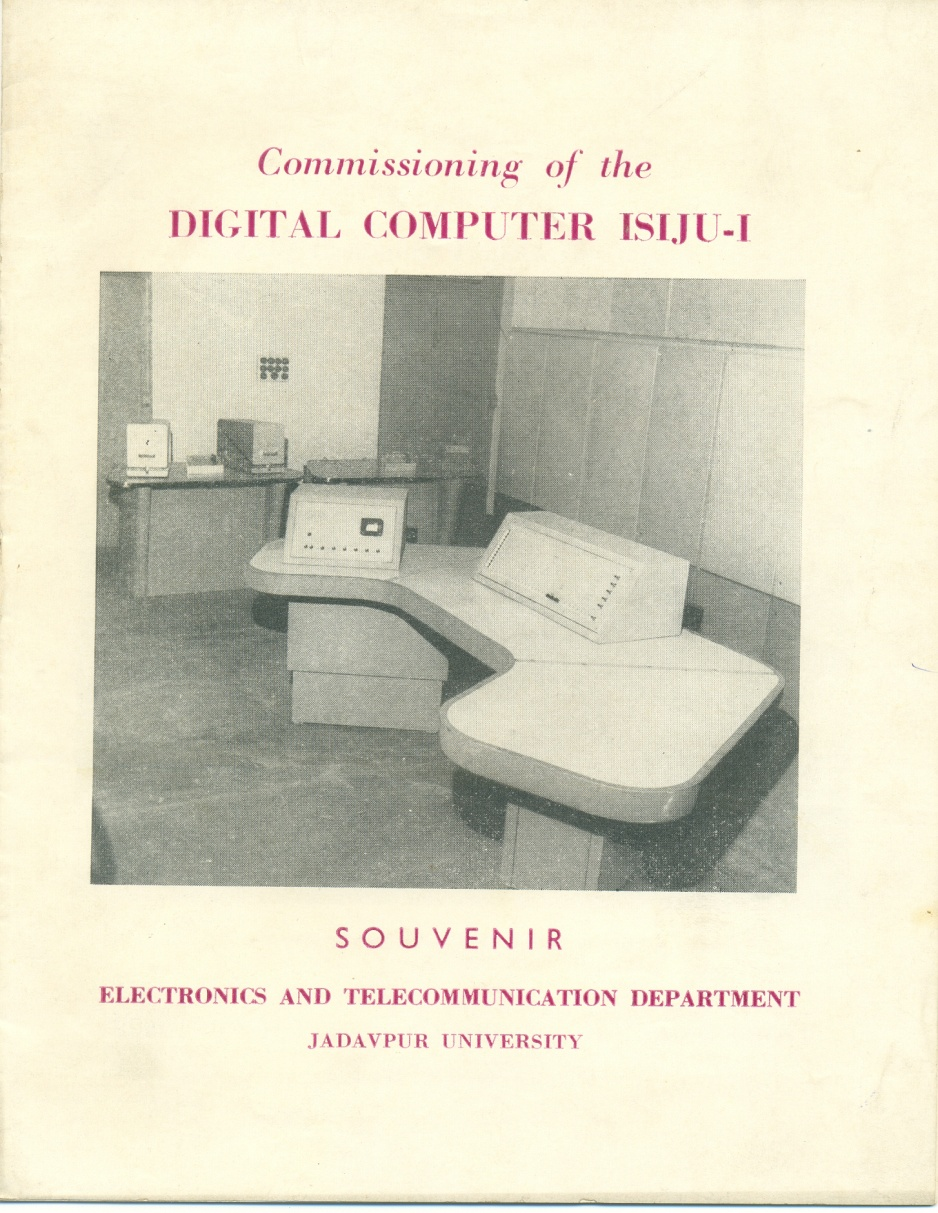 Commissioning of the
DIGITAL COMPUTER ISIJU-I
SOUVENIR
ELECTRONICS AND TELECOMMUNICATION DEPARTMENT
JADAVPUR UNIVERSITY